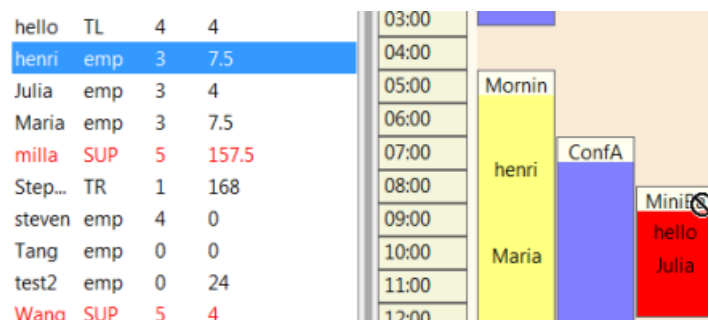 hello TL 4 4
henri emp 3 7.5
Julia emp 3 4
Maria emp 3 7.5
milla SUP 5 157.5
Step... TR 1 168
steven emp 4 0
Tang emp 0 0
test2 emp 0 24
Wang SUP 5 4
03:00
04:00
05:00
06:00
07:00
08:00
09:00
10:00
11:00
12:00
Mornin
henri
Maria
ConfA
hello
Julia